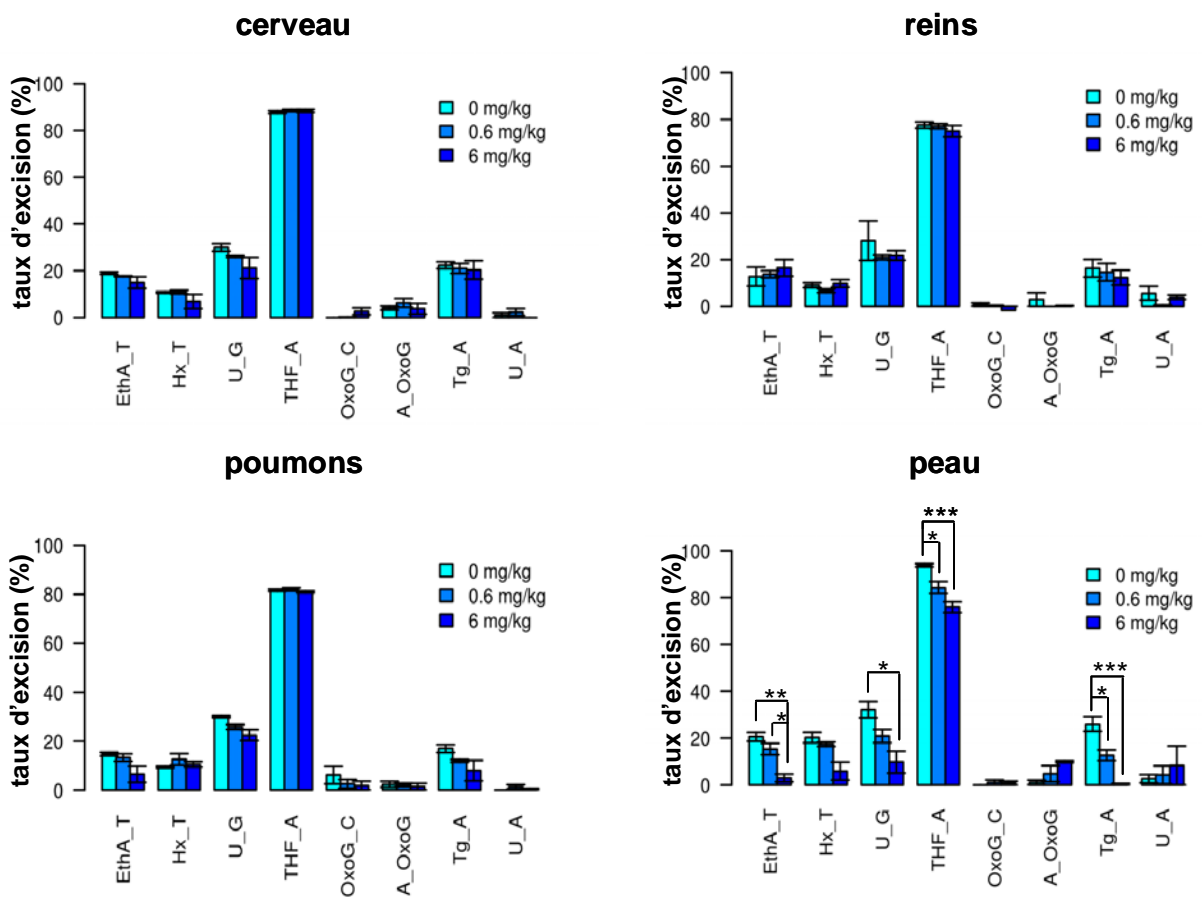 cerveau
taux d'excision (%)
100
80
60
40
20
0
0 mg/kg
0.6 mg/kg
6 mg/kg
EthA_T
Hx_T
U_G
THF_A
OxoG_C
A_OxoG
Tg_A
U_A
reins
taux d'excision (%)
100
80
60
40
20
0
0 mg/kg
0.6 mg/kg
6 mg/kg
EthA_T
Hx_T
U_G
THF_A
OxoG_C
A_OxoG
Tg_A
U_A
poumons
taux d'excision (%)
100
80
60
40
20
0
0 mg/kg
0.6 mg/kg
6 mg/kg
EthA_T
Hx_T
U_G
THF_A
OxoG_C
A_OxoG
Tg_A
U_A
peau
taux d'excision (%)
100
80
60
40
20
0
0 mg/kg
0.6 mg/kg
6 mg/kg
**
*
*
***
*
***
*
EthA_T
Hx_T
U_G
THF_A
OxoG_C
A_OxoG
Tg_A
U_A